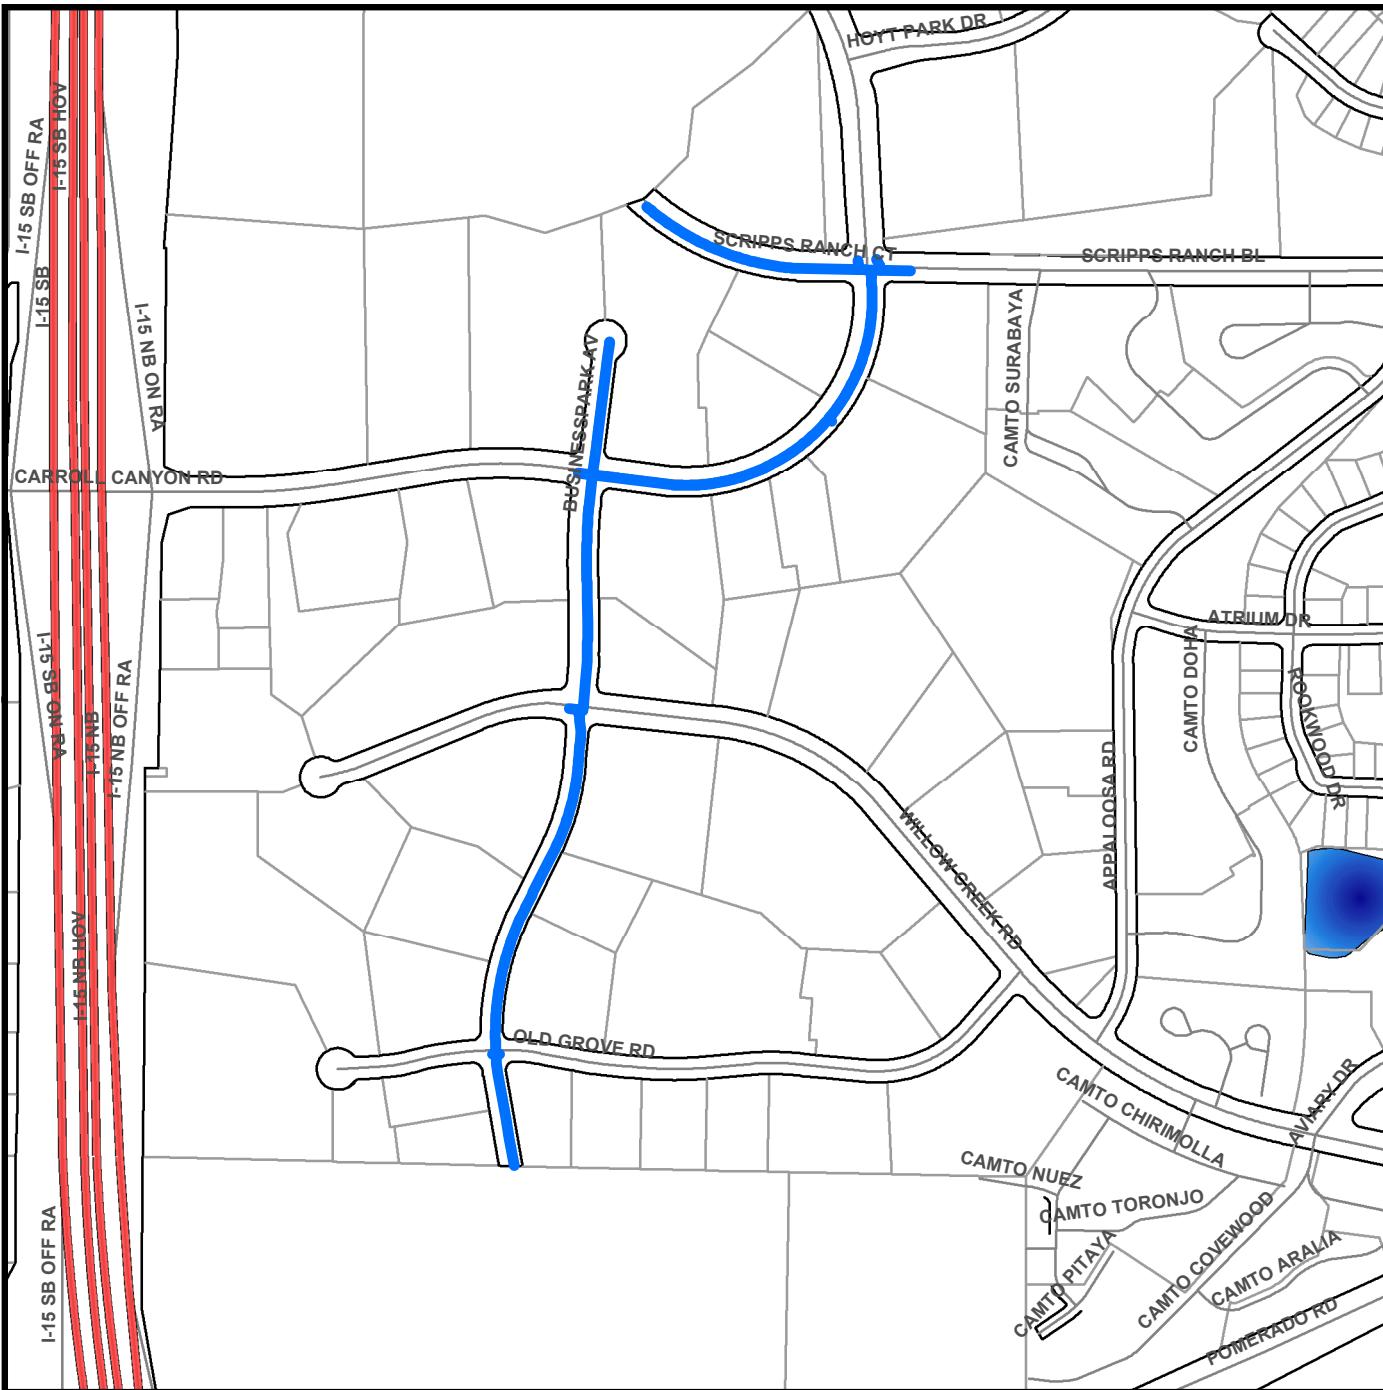 HOYT PARK DR
I-15 SB HOV
I-15 SB OFF RA
SCRIPPS RANCH CT
SCRIPPS RANCH BL
I-15 SB
I-15 NB ON RA
CAMTO SURABAYA
BUSINESSPARK AV
CARROLL CANYON RD
ATRIUM DR
CAMTO DOHA
ROOKWOOD DR
I-15 SB ON RA
I-15 NB
I-15 NB OFF RA
APPALOOSA RD
WILLOW CREEK RD
I-15 NB HOV
OLD GROVE RD
CAMTO CHIRIMOLLA
AVIARY DR
CAMTO NUEZ
CAMTO TORONJO
CAMTO PITAYA
CAMTO COVEWOOD
CAMTO ARALIA
I-15 SB OFF RA
POMERADO RD